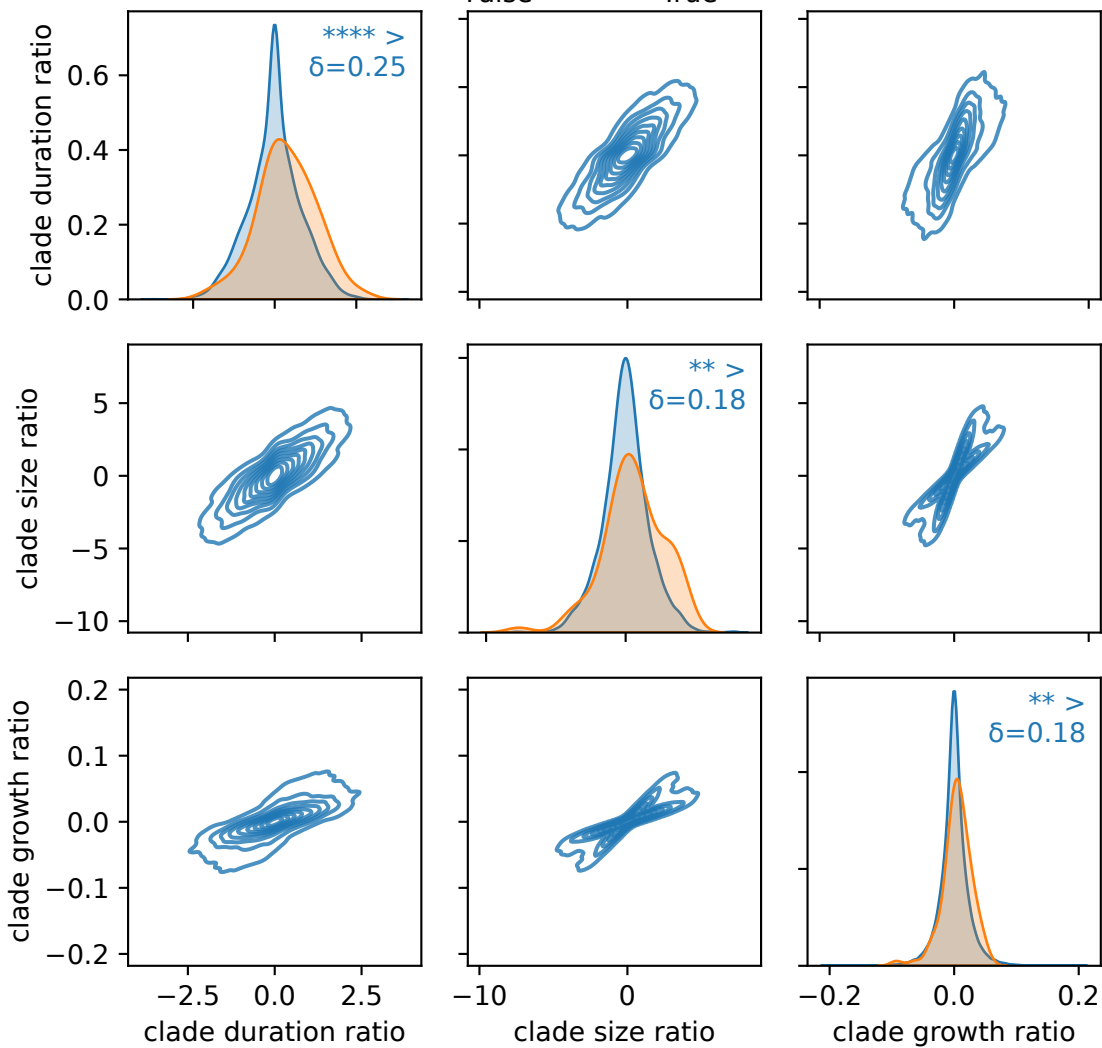 clade duration ratio
0.6
0.4
0.2
0.0
**** >
δ=0.25
clade size ratio
5
0
−5
−10
** >
δ=0.18
clade growth ratio
0.2
0.1
0.0
−0.1
−0.2
** >
δ=0.18
−2.5 0.0 2.5
−10 0
−0.2 0.0 0.2
clade duration ratio
clade size ratio
clade growth ratio